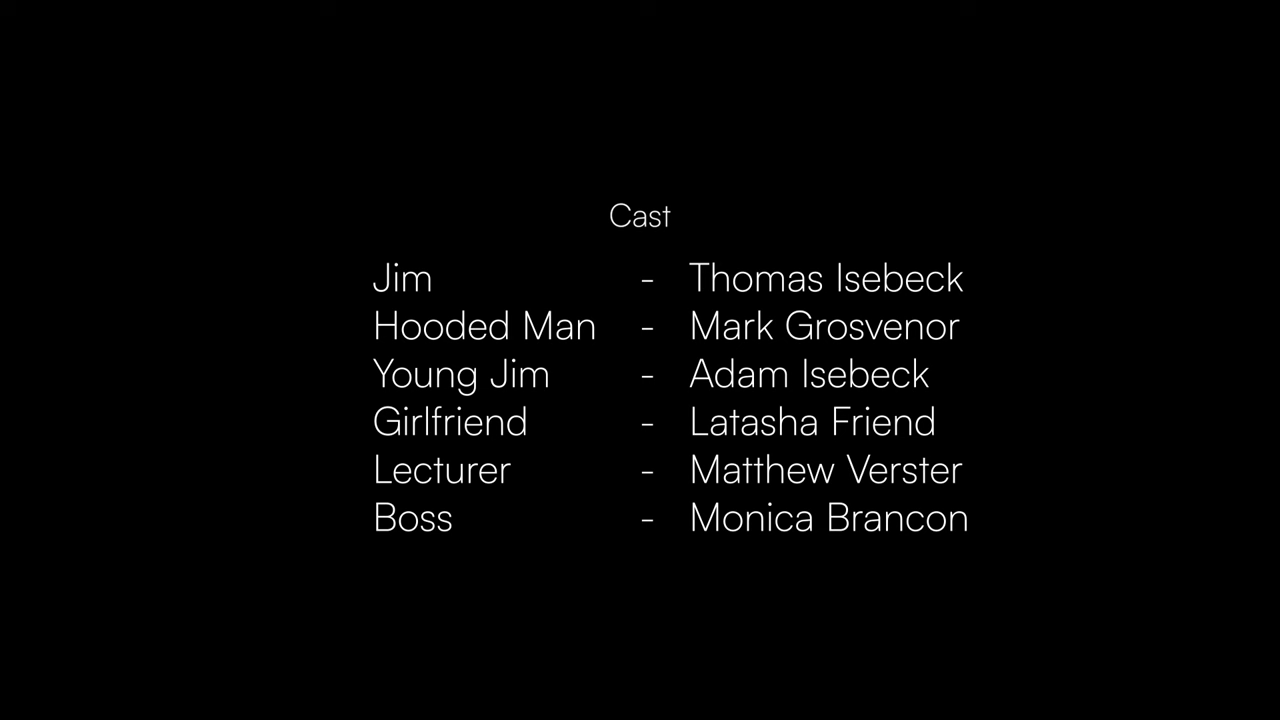 Cast
Jim - Thomas Isebeck
Hooded Man - Mark Grosvenor
Young Jim - Adam Isebeck
Girlfriend - Latasha Friend
Lecturer - Matthew Verster
Boss - Monica Brancon